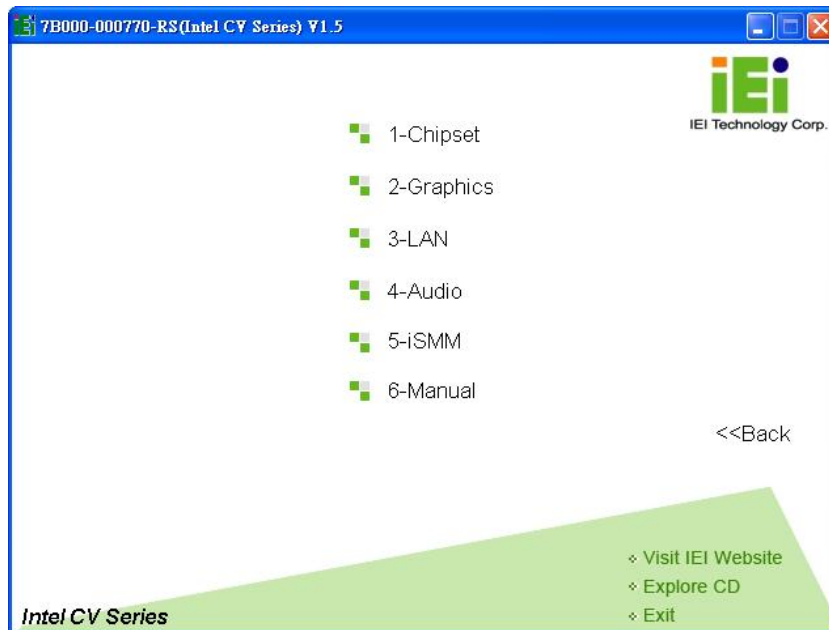 7B000-000770-RS(Intel CV Series) V1.5
iEi
IEI Technology Corp.
1-Chipset
2-Graphics
3-LAN
4-Audio
5-iSMM
6-Manual
<<Back
Visit IEI Website
Explore CD
Exit
Intel CV Series